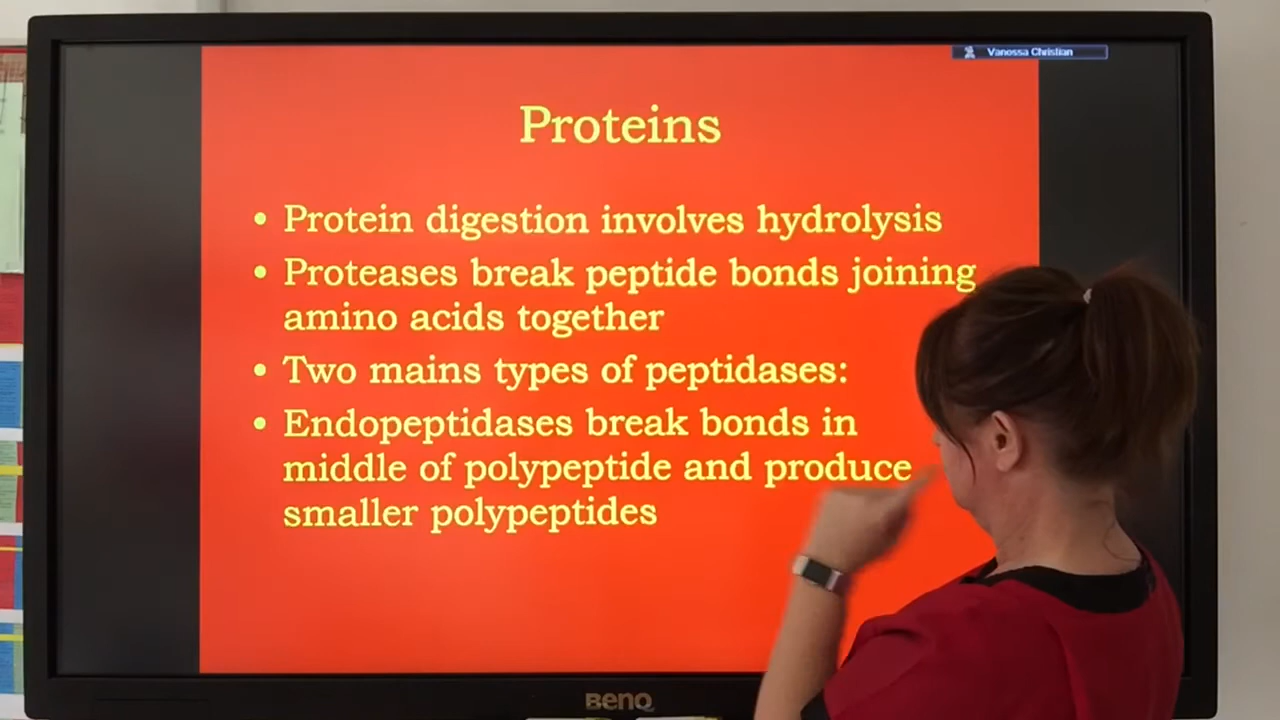 Vanossa Christian
Proteins
• Protein digestion involves hydrolysis
• Proteases break peptide bonds joining
amino acids together
• Two mains types of peptidases:
• Endopeptidases break bonds in
middle of polypeptide and produce
smaller polypeptides
BenQ